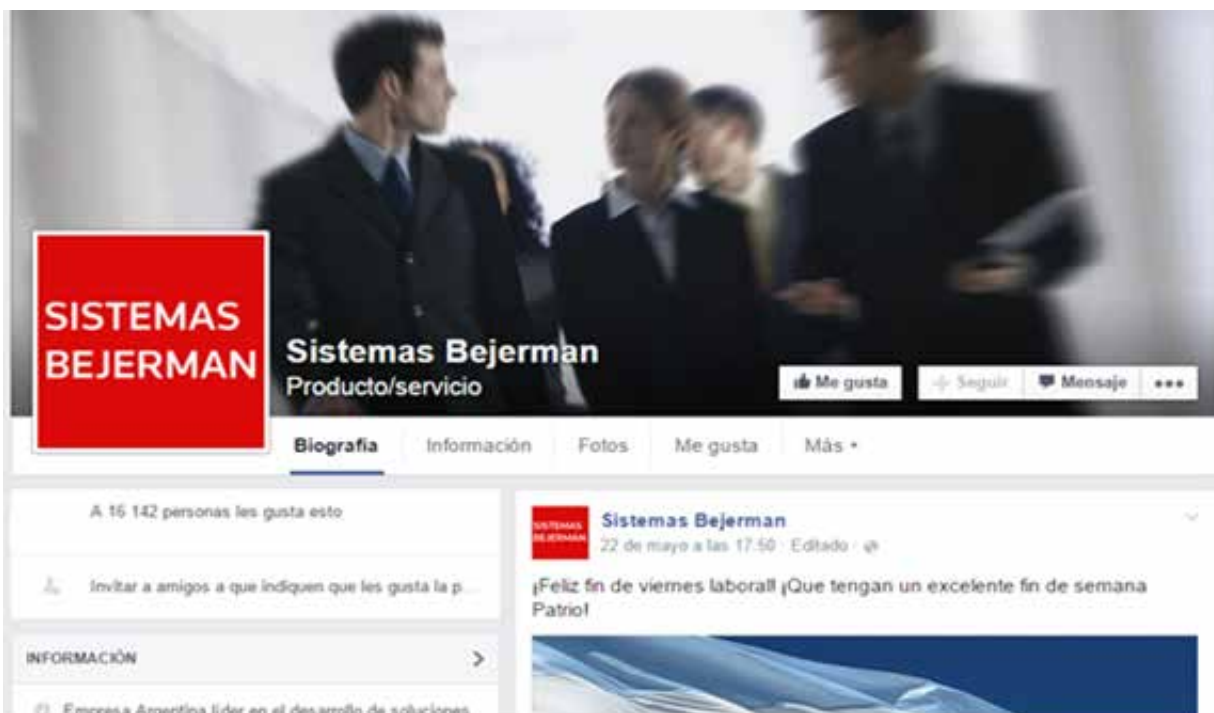 SISTEMAS
BEJERMAN
Sistemas Bejerman
Producto/servicio
Me gusta
Seguir
Mensaje
Biografía
Información
Fotos
Me gusta
Más
A 16 142 personas les gusta esto
Invitar a amigos a que indiquen que les gusta la p...
INFORMACIÓN
Empresa Argentina líder en el desarrollo de soluciones
SISTEMAS
BEJERMAN
Sistemas Bejerman
22 de mayo a las 17:50 · Editado ·
¡Feliz fin de viernes laboral! ¡Que tengan un excelente fin de semana
Patrio!